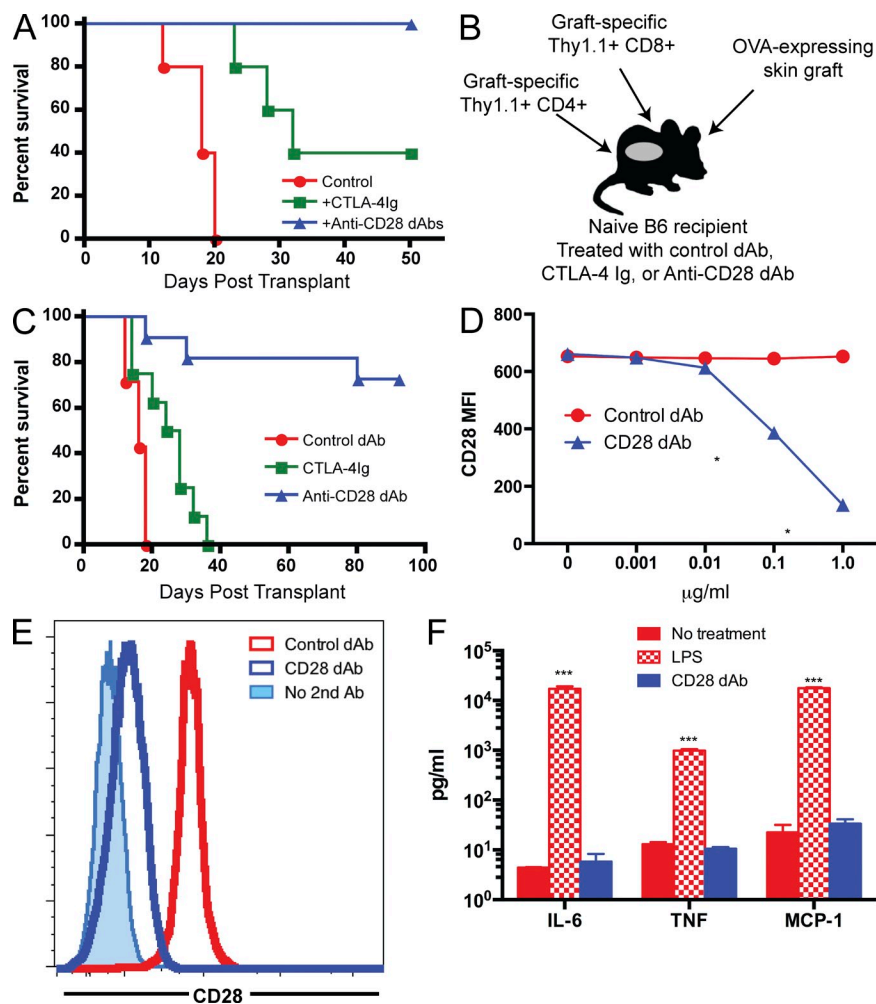 A
Percent survival
100
80
60
40
20
0
Control
+CTLA-4Ig
+Anti-CD28 dAbs
0 10 20 30 40 50
Days Post Transplant
B
Graft-specific
Thy1.1+ CD8+
OVA-expressing
skin graft
Graft-specific
Thy1.1+ CD4+
Naive B6 recipient
Treated with control dAb,
CTLA-4 Ig, or Anti-CD28 dAb
C
Percent survival
100
80
60
40
20
0
Control dAb
CTLA-4Ig
Anti-CD28 dAb
0 20 40 60 80 100
Days Post Transplant
D
CD28 MFI
800
600
400
200
0
Control dAb
CD28 dAb
*
*
0 0.001 0.01 0.1 1.0
μg/ml
E
Control dAb
CD28 dAb
No 2nd Ab
CD28
F
No treatment
LPS
CD28 dAb
pg/ml
10⁵
10⁴
10³
10²
10¹
10⁰
***
***
***
IL-6 TNF MCP-1